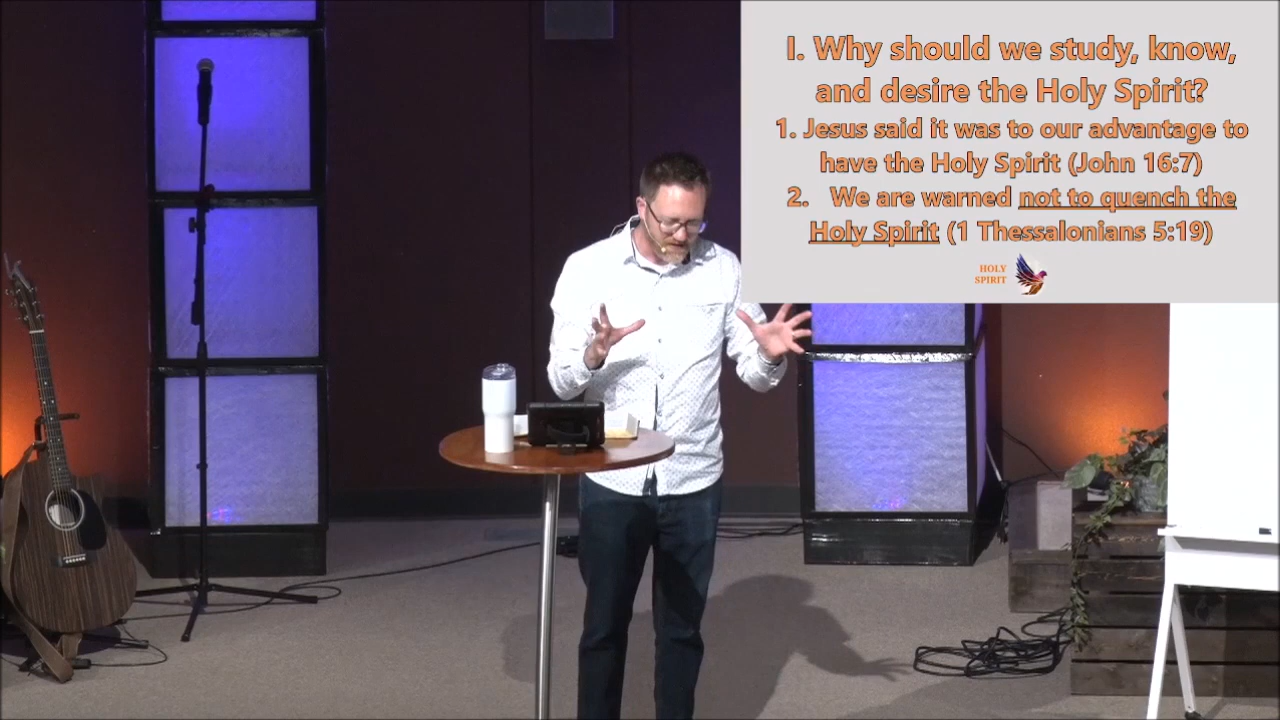 I. Why should we study, know,
and desire the Holy Spirit?
1. Jesus said it was to our advantage to
have the Holy Spirit (John 16:7)
2. We are warned not to quench the
Holy Spirit (1 Thessalonians 5:19)
HOLY
SPIRIT